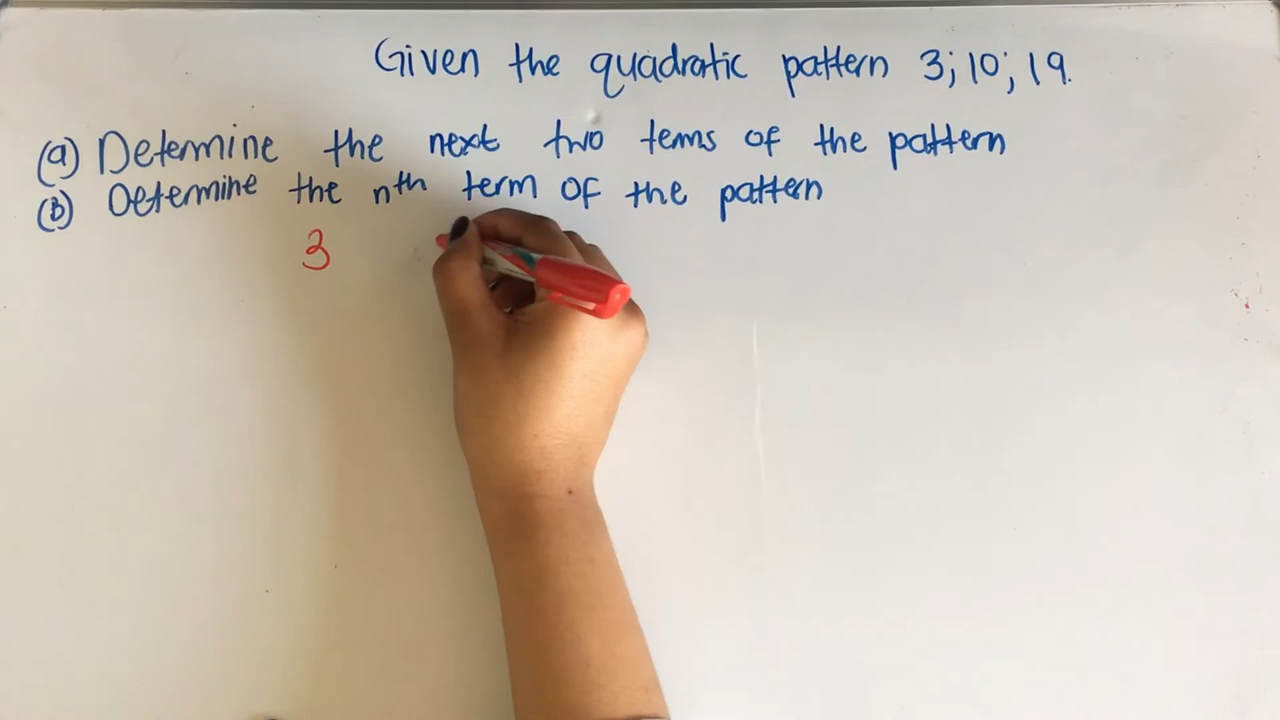 Given the quadratic pattern 3; 10; 19.
(a) Determine the next two terms of the pattern
(b) Determine the nth term of the pattern
3